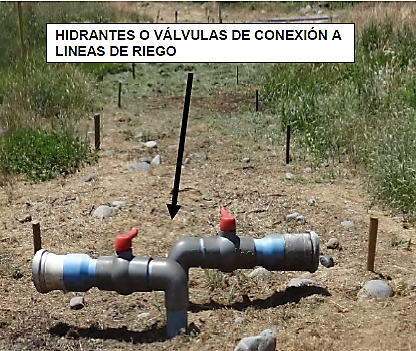 HIDRANTES O VÁLVULAS DE CONEXIÓN A
LINEAS DE RIEGO